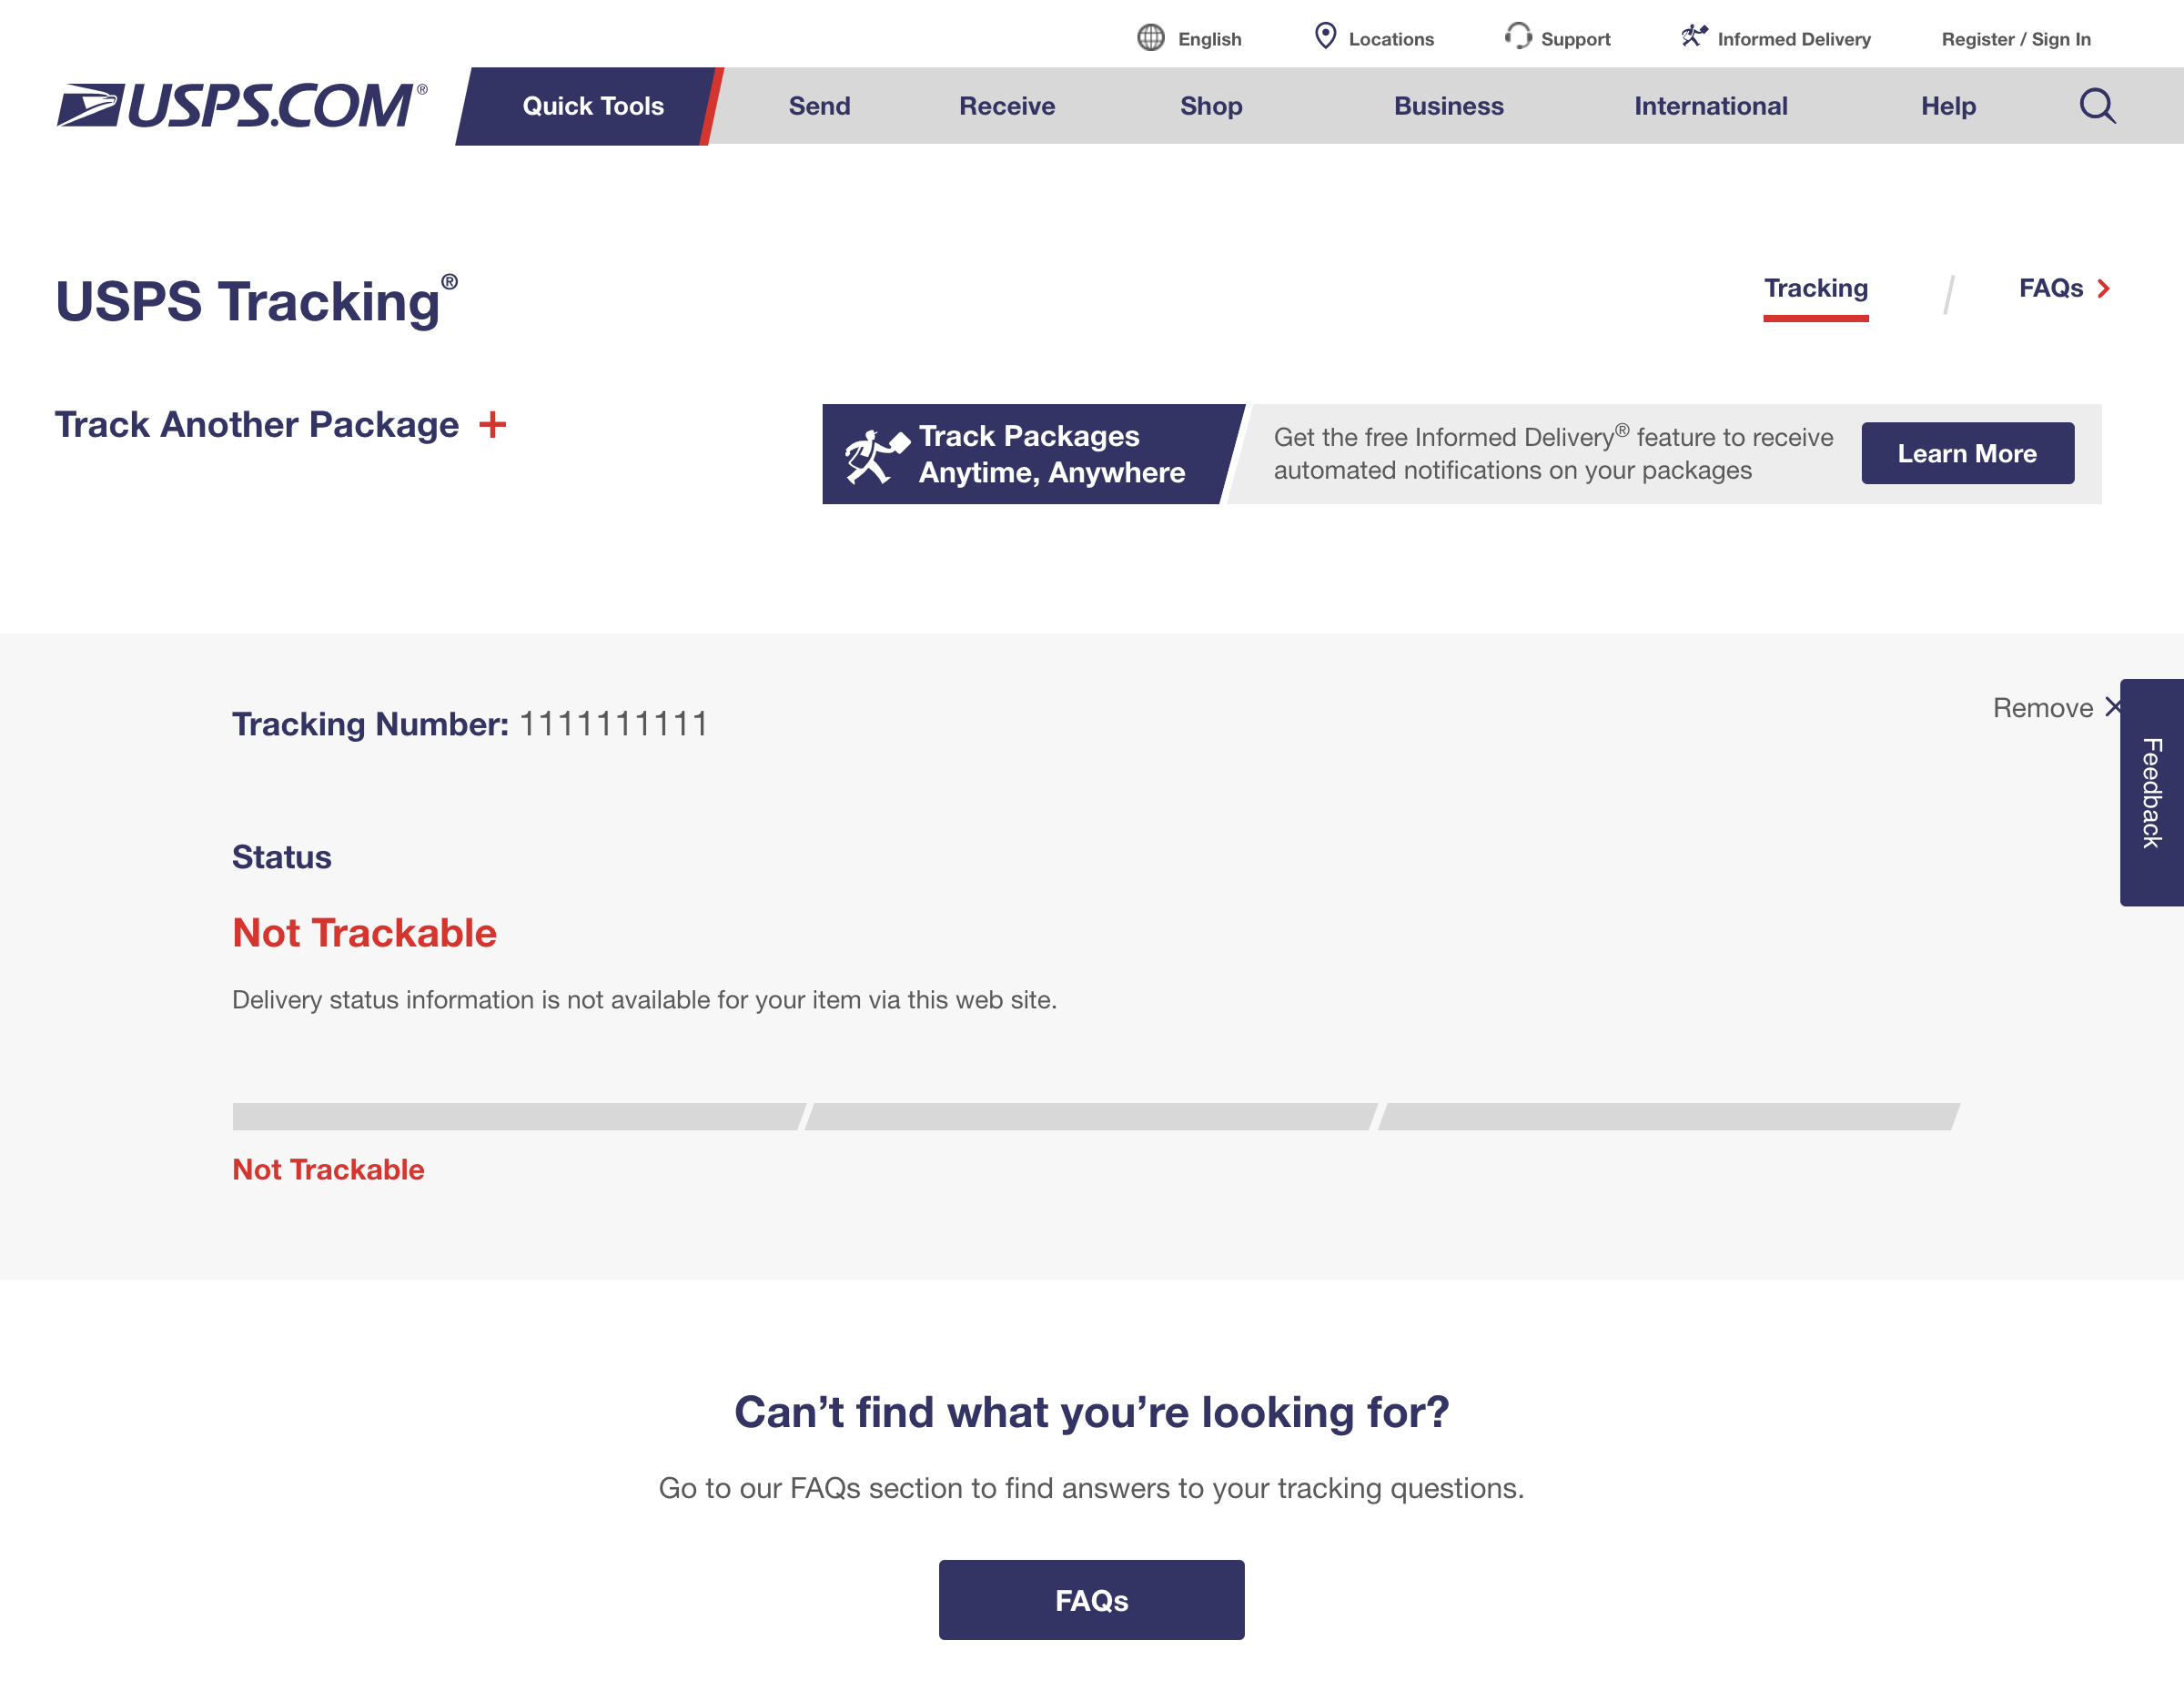 English
Locations
Support
Informed Delivery
Register / Sign In
USPS.COM®
Quick Tools
Send
Receive
Shop
Business
International
Help
USPS Tracking®
Tracking
/
FAQs
Track Another Package +
Track Packages
Anytime, Anywhere
Get the free Informed Delivery® feature to receive
automated notifications on your packages
Learn More
Tracking Number: 1111111111
Remove
Feedback
Status
Not Trackable
Delivery status information is not available for your item via this web site.
Not Trackable
Can’t find what you’re looking for?
Go to our FAQs section to find answers to your tracking questions.
FAQs